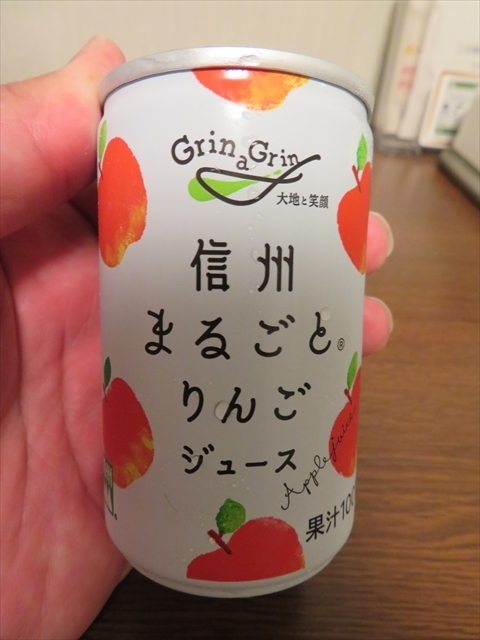 Grin a Grin
大地と笑顔
信州
まるごと®
りんご
ジュース
Apple juice
果汁100